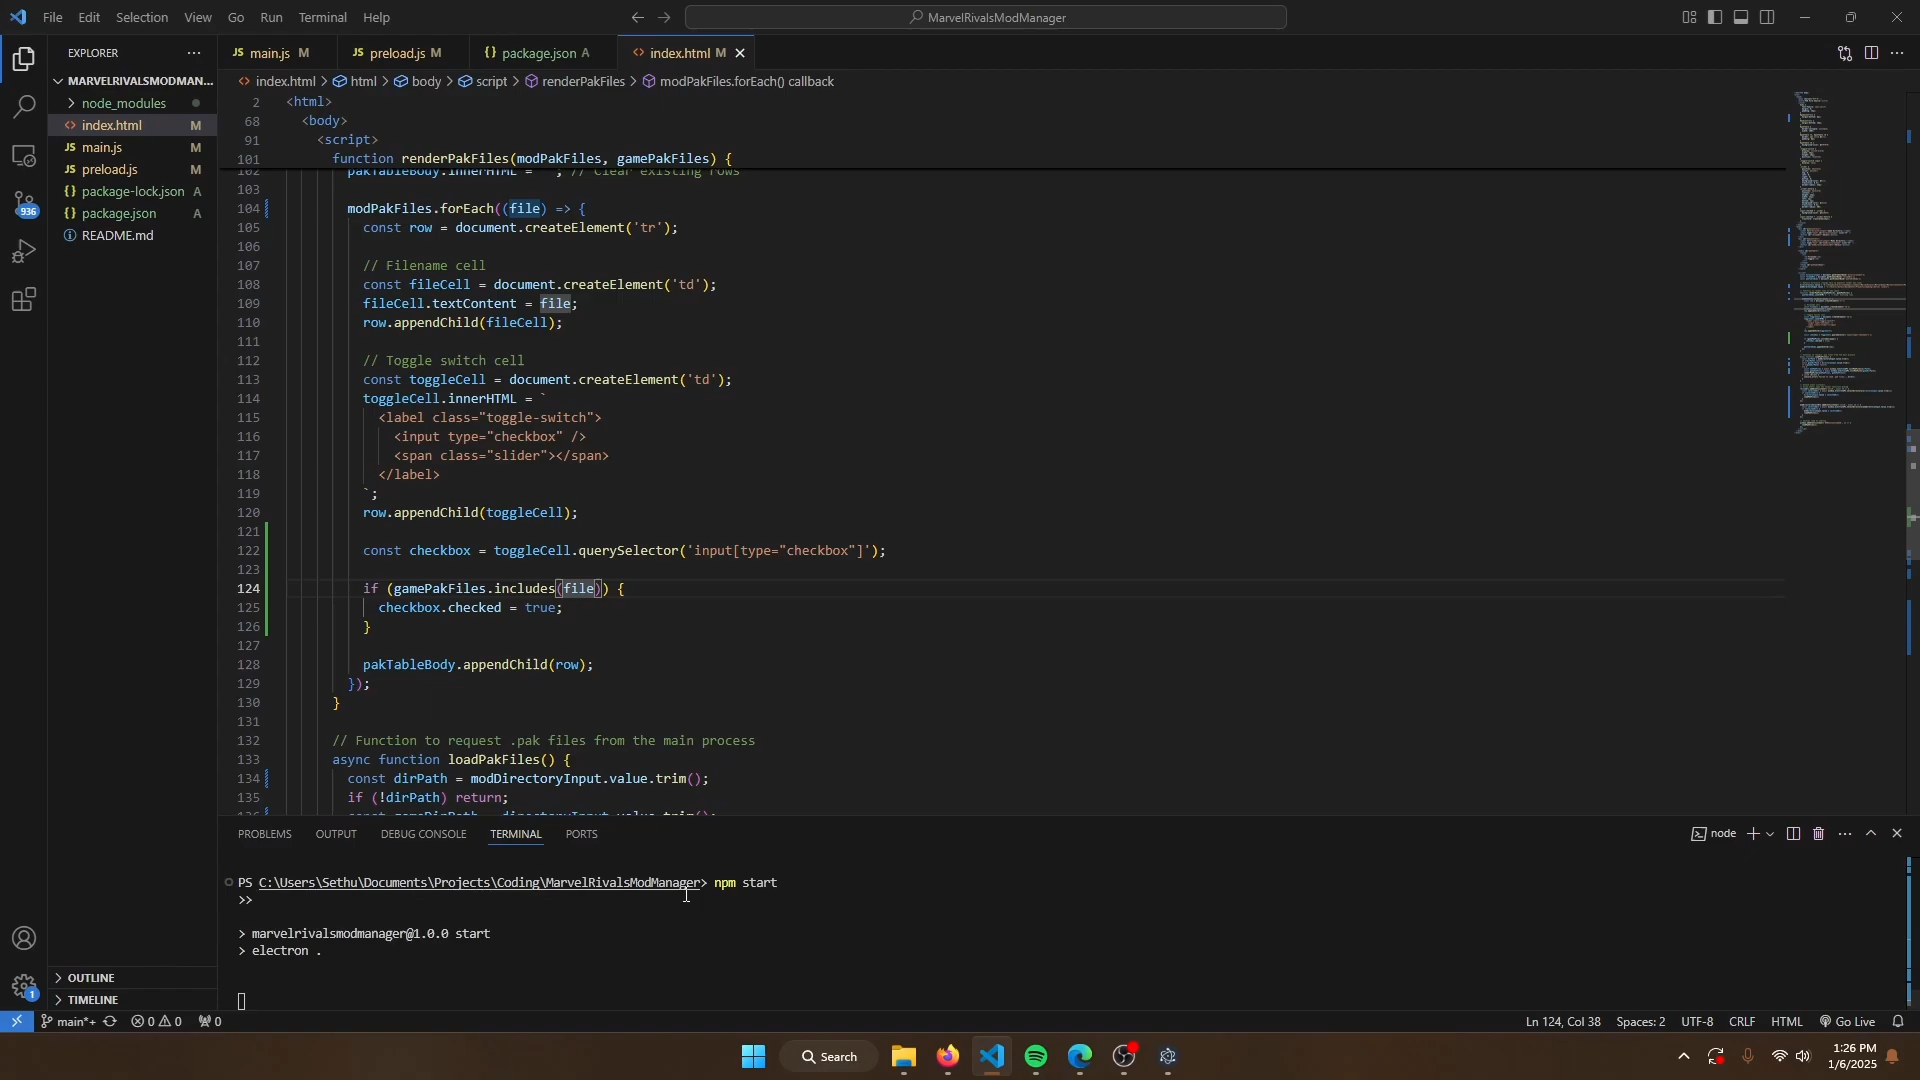 File Edit Selection View Go Run Terminal Help
MarvelRivalsModManager
EXPLORER
MARVELRIVALSMODMAN...
node_modules
index.html M
main.js M
preload.js M
package-lock.json A
package.json A
README.md
936
OUTLINE
TIMELINE
1
main.js M preload.js M package.json A index.html M
index.html > html > body > script > renderPakFiles > modPakFiles.forEach() callback
2 <html>
68 <body>
91 <script>
101 function renderPakFiles(modPakFiles, gamePakFiles) {
102 pakTableBody.innerHTML = ''; // Clear existing rows
103
104 modPakFiles.forEach((file) => {
105 const row = document.createElement('tr');
106
107 // Filename cell
108 const fileCell = document.createElement('td');
109 fileCell.textContent = file;
110 row.appendChild(fileCell);
111
112 // Toggle switch cell
113 const toggleCell = document.createElement('td');
114 toggleCell.innerHTML = `
115 <label class="toggle-switch">
116 <input type="checkbox" />
117 <span class="slider"></span>
118 </label>
119 `;
120 row.appendChild(toggleCell);
121
122 const checkbox = toggleCell.querySelector('input[type="checkbox"]');
123
124 if (gamePakFiles.includes(file)) {
125 checkbox.checked = true;
126 }
127
128 pakTableBody.appendChild(row);
129 });
130 }
131
132 // Function to request .pak files from the main process
133 async function loadPakFiles() {
134 const dirPath = modDirectoryInput.value.trim();
135 if (!dirPath) return;
PROBLEMS OUTPUT DEBUG CONSOLE TERMINAL PORTS
node
PS C:\Users\Sethu\Documents\Projects\Coding\MarvelRivalsModManager> npm start
>>
> marvelrivalsmodmanager@1.0.0 start
> electron .
main*+ 0 0 0
Ln 124, Col 38 Spaces: 2 UTF-8 CRLF HTML Go Live
Search
1:26 PM
1/6/2025